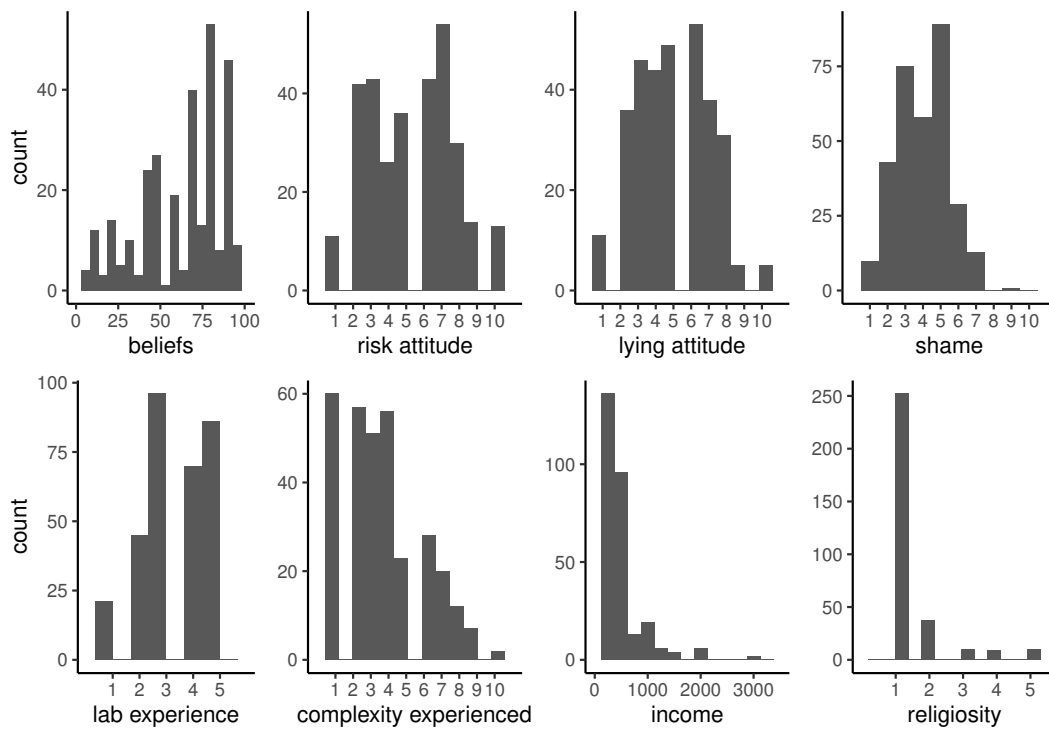 count
0
20
40
0 25 50 75 100
beliefs
0
20
40
1 2 3 4 5 6 7 8 9 10
risk attitude
0
20
40
1 2 3 4 5 6 7 8 9 10
lying attitude
0
25
50
75
1 2 3 4 5 6 7 8 9 10
shame
count
0
25
50
75
100
1 2 3 4 5
lab experience
0
20
40
60
1 2 3 4 5 6 7 8 9 10
complexity experienced
0
50
100
0 1000 2000 3000
income
0
50
100
150
200
250
1 2 3 4 5
religiosity